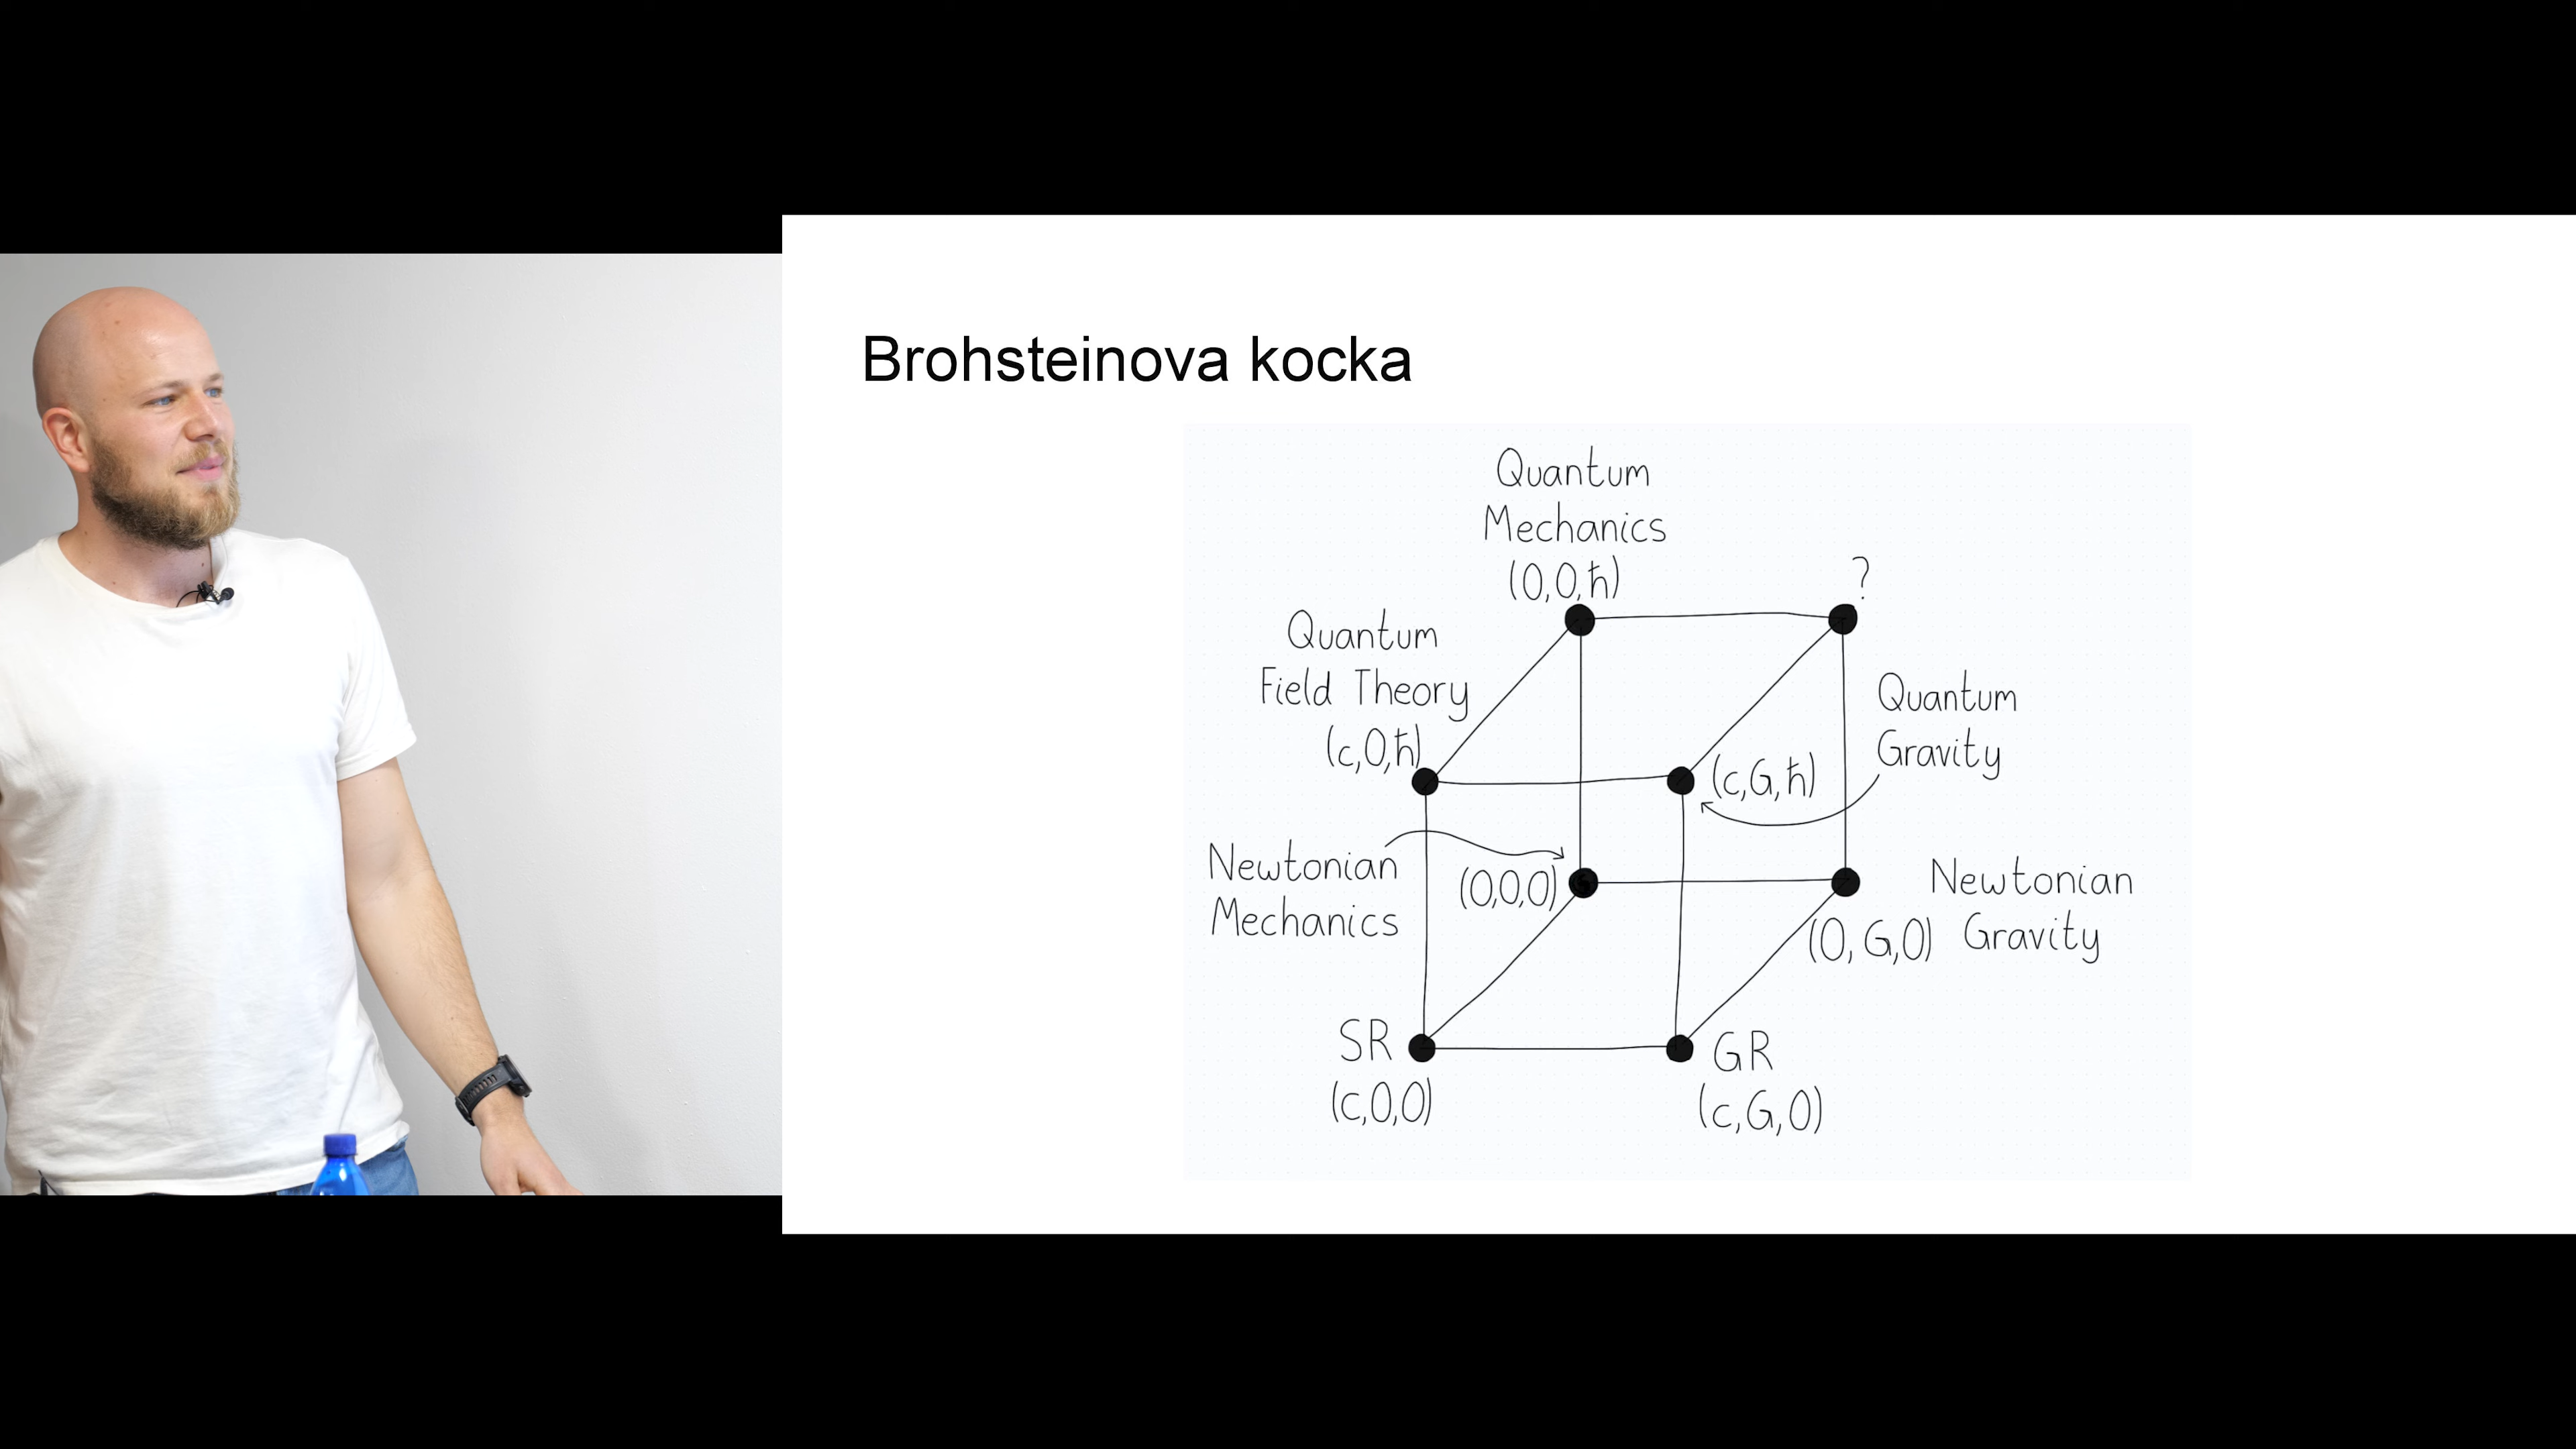 Brohsteinova kocka
Quantum
Mechanics
(0,0,ħ)
?
Quantum
Field Theory
(c,0,ħ)
Quantum
Gravity
(c,G,ħ)
Newtonian
Mechanics
(0,0,0)
Newtonian
Gravity
(0,G,0)
SR
(c,0,0)
GR
(c,G,0)